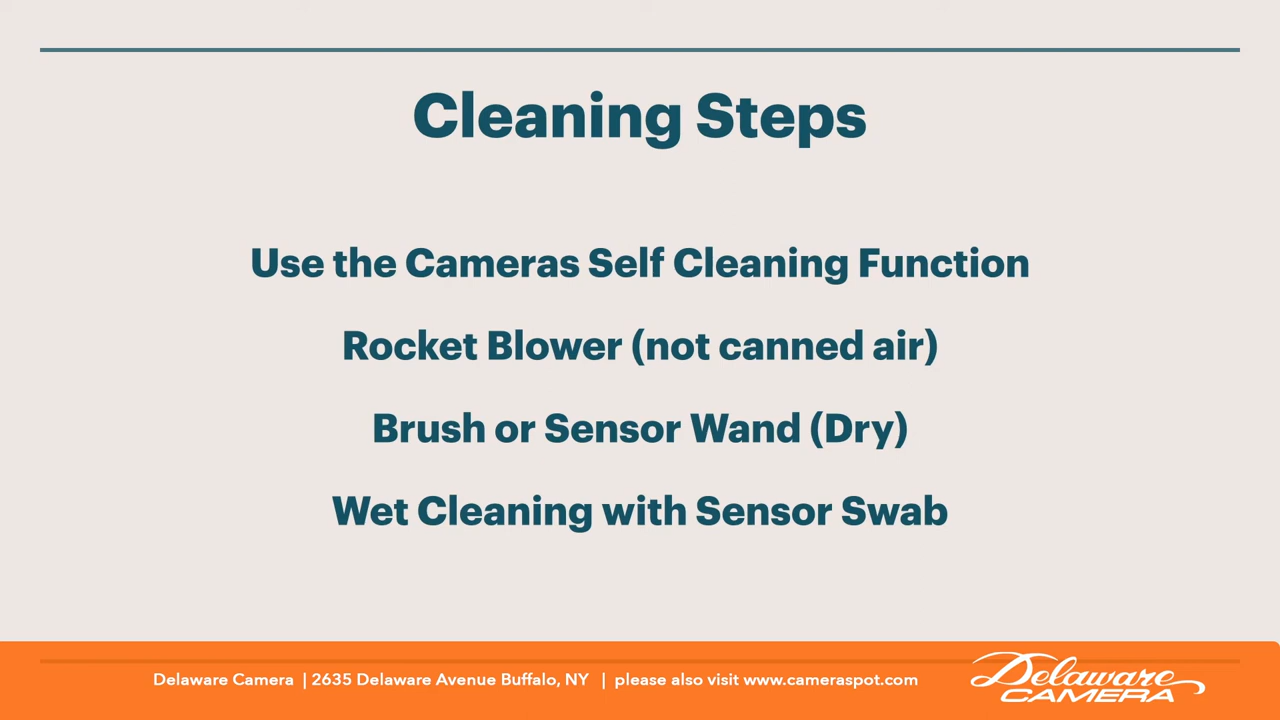 Cleaning Steps
Use the Cameras Self Cleaning Function
Rocket Blower (not canned air)
Brush or Sensor Wand (Dry)
Wet Cleaning with Sensor Swab
Delaware Camera | 2635 Delaware Avenue Buffalo, NY | please also visit www.cameraspot.com
Delaware
CAMERA